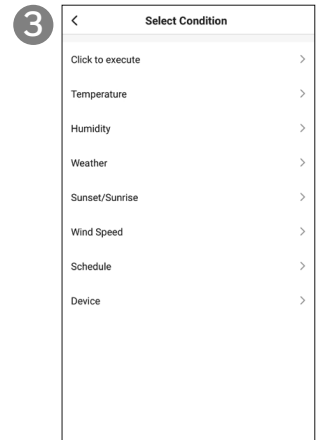 3
Select Condition
Click to execute
Temperature
Humidity
Weather
Sunset/Sunrise
Wind Speed
Schedule
Device